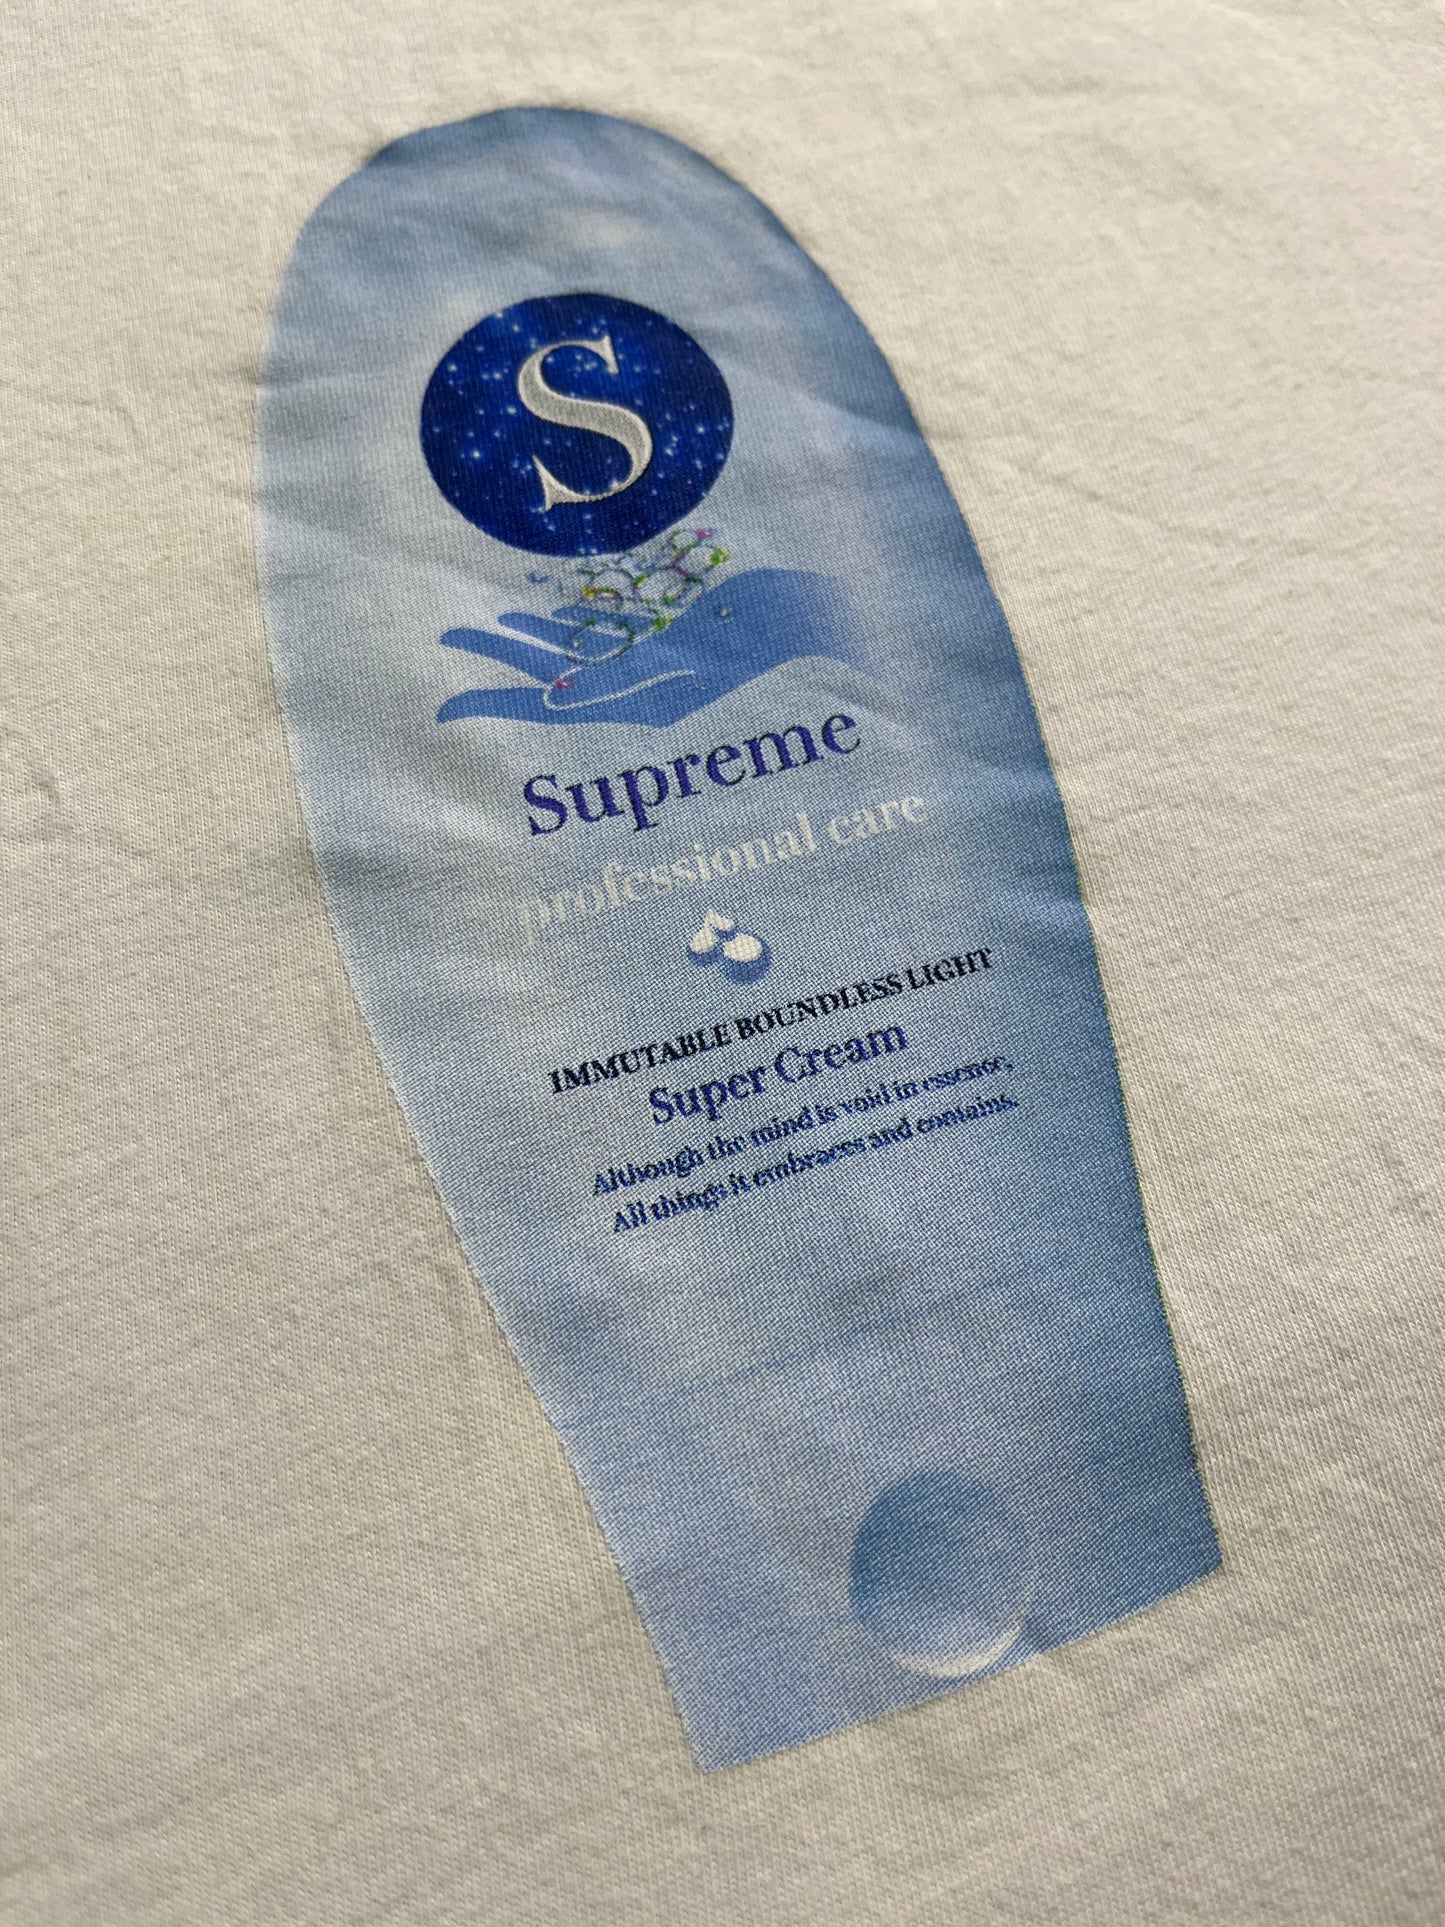 S
Supreme
professional care
IMMUTABLE BOUNDLESS LIGHT
Super Cream
Although the mind is void in essence,
All things it embraces and contains.